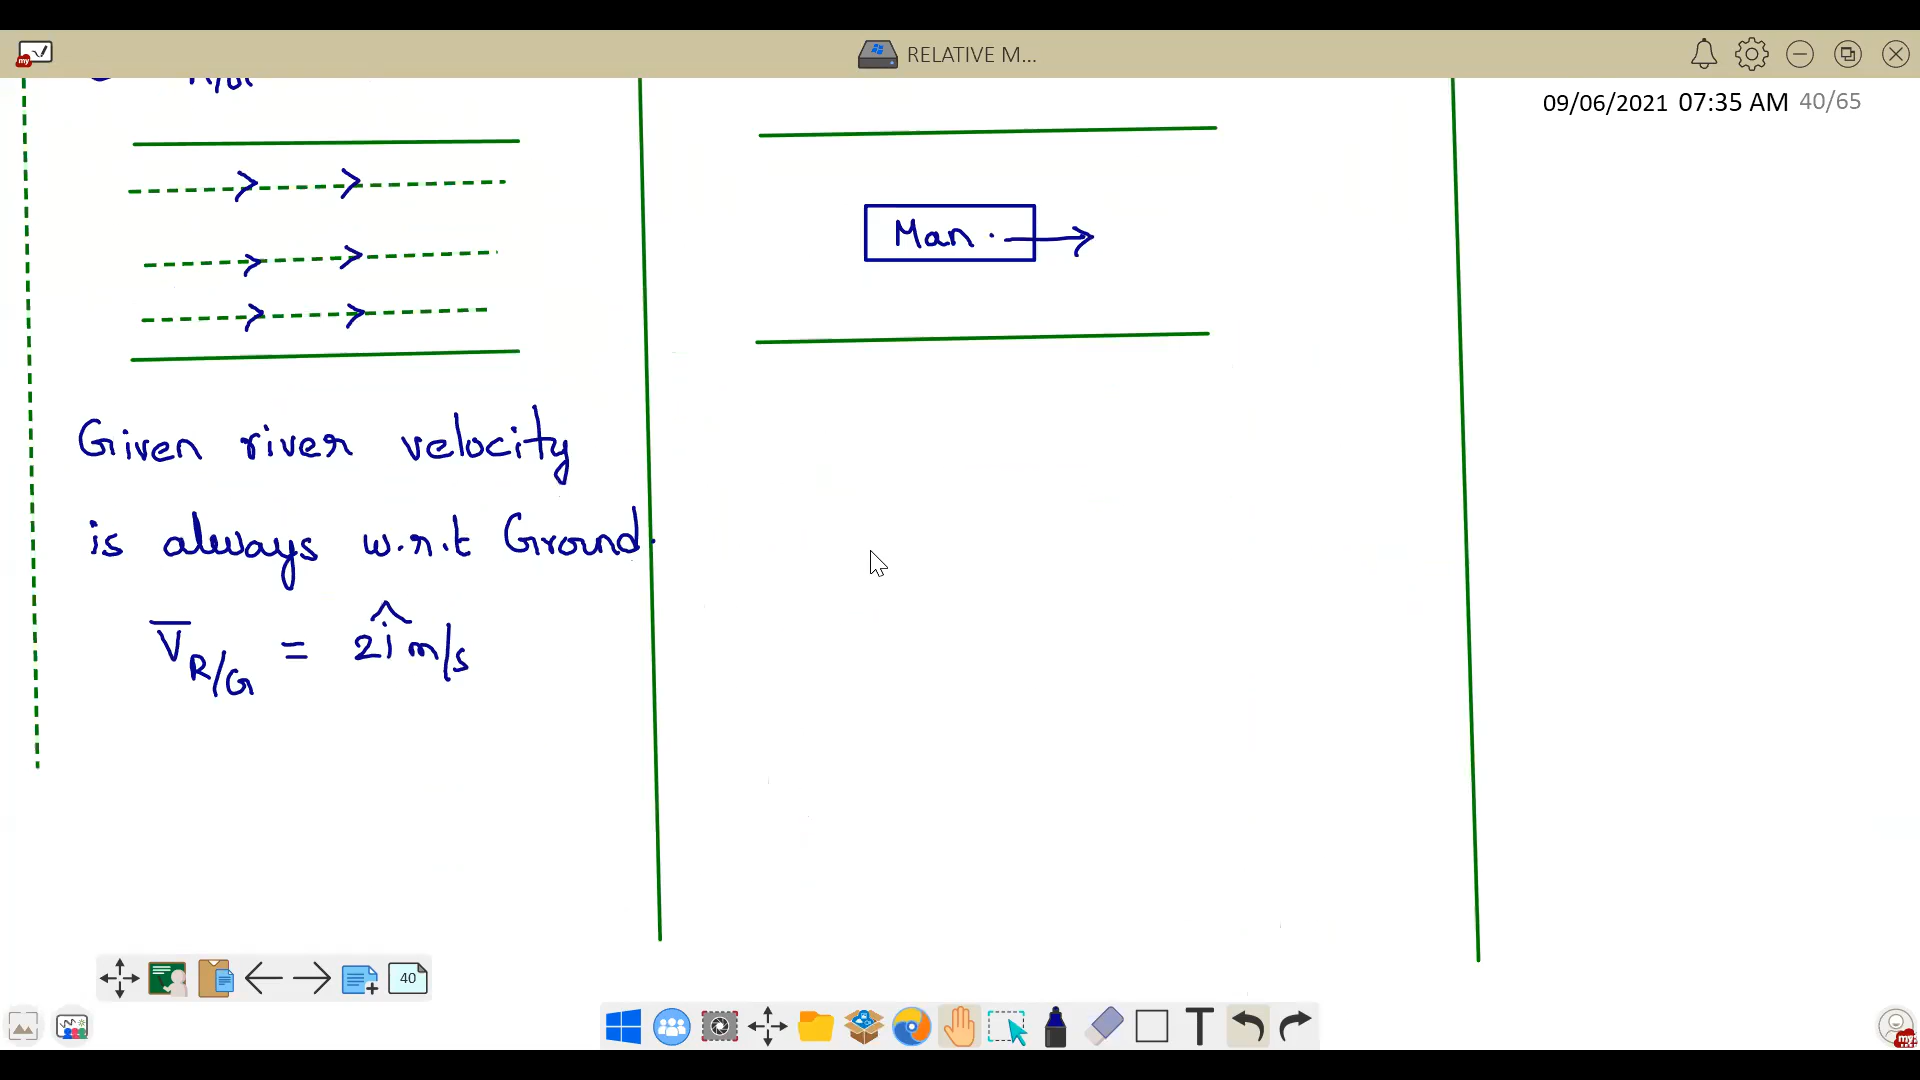 RELATIVE M...
09/06/2021 07:35 AM 40/65
Man.
Given river velocity
is always w.r.t Ground.
V R/G = 2î m/s
40